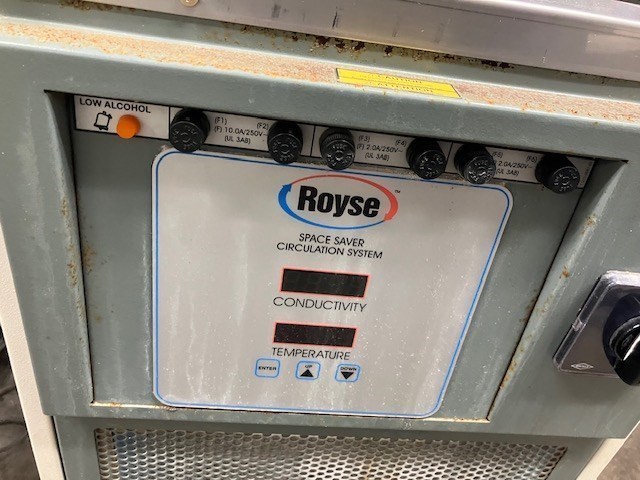 LOW ALCOHOL
(F1)
(F2)
(F) 10.0A/250V~
(UL 3AB)
(F3)
(F4)
(F) 2.0A/250V~
(UL 3AB)
(F5)
(F6)
2.0A/250V~
(UL 3AB)
Royse™
SPACE SAVER
CIRCULATION SYSTEM
CONDUCTIVITY
TEMPERATURE
ENTER
UP
DOWN